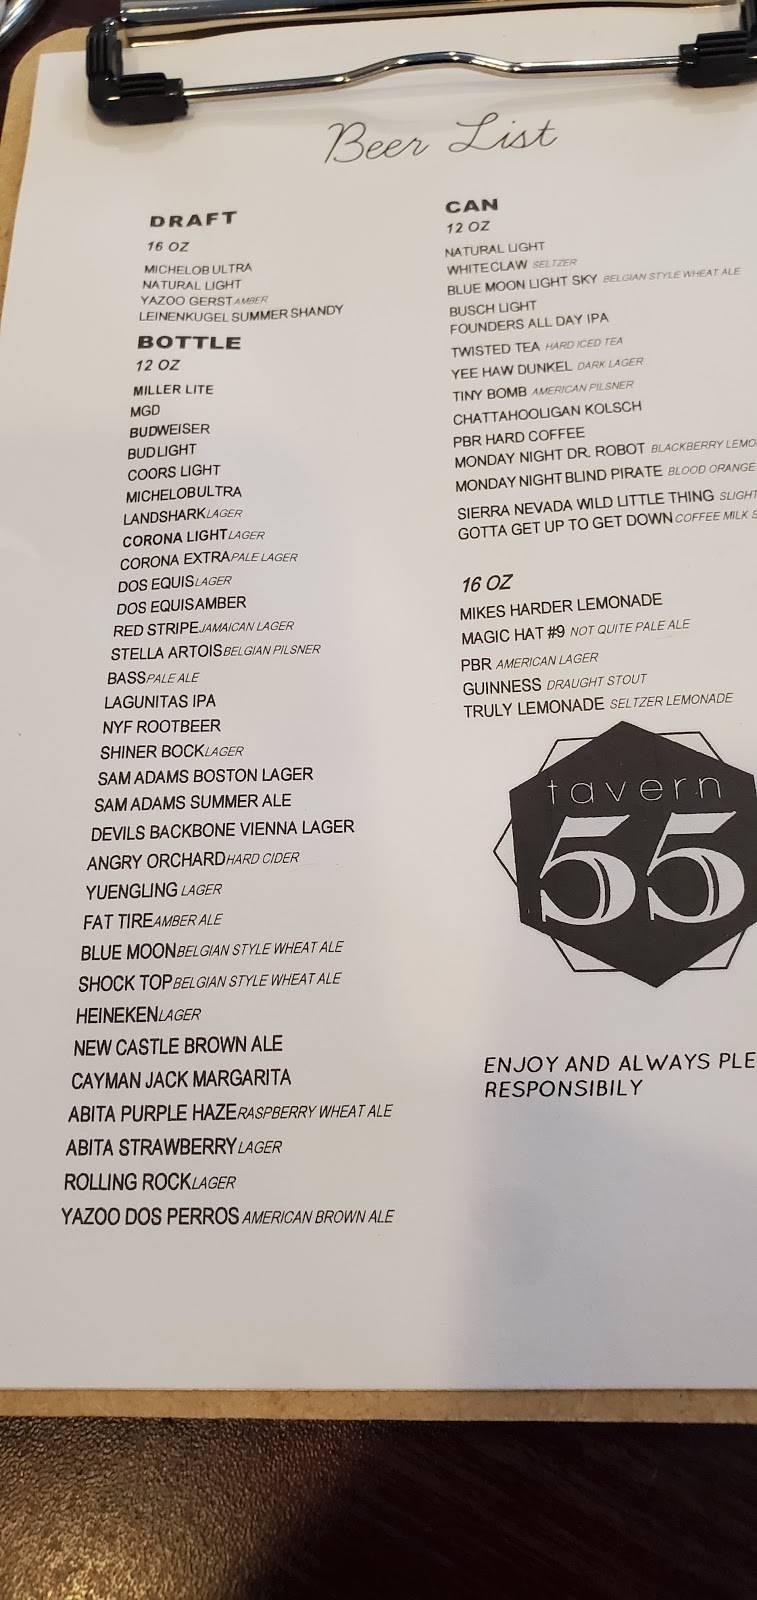 Beer List
DRAFT
16 OZ
MICHELOB ULTRA
NATURAL LIGHT
YAZOO GERST AMBER
LEINENKUGEL SUMMER SHANDY
BOTTLE
12 OZ
MILLER LITE
MGD
BUDWEISER
BUD LIGHT
COORS LIGHT
MICHELOB ULTRA
LANDSHARK LAGER
CORONA LIGHT LAGER
CORONA EXTRA PALE LAGER
DOS EQUIS LAGER
DOS EQUIS AMBER
RED STRIPE JAMAICAN LAGER
STELLA ARTOIS BELGIAN PILSNER
BASS PALE ALE
LAGUNITAS IPA
NYF ROOTBEER
SHINER BOCK LAGER
SAM ADAMS BOSTON LAGER
SAM ADAMS SUMMER ALE
DEVILS BACKBONE VIENNA LAGER
ANGRY ORCHARD HARD CIDER
YUENGLING LAGER
FAT TIRE AMBER ALE
BLUE MOON BELGIAN STYLE WHEAT ALE
SHOCK TOP BELGIAN STYLE WHEAT ALE
HEINEKEN LAGER
NEW CASTLE BROWN ALE
CAYMAN JACK MARGARITA
ABITA PURPLE HAZE RASPBERRY WHEAT ALE
ABITA STRAWBERRY LAGER
ROLLING ROCK LAGER
YAZOO DOS PERROS AMERICAN BROWN ALE
CAN
12 OZ
NATURAL LIGHT
WHITE CLAW SELTZER
BLUE MOON LIGHT SKY BELGIAN STYLE WHEAT ALE
BUSCH LIGHT
FOUNDERS ALL DAY IPA
TWISTED TEA HARD ICED TEA
YEE HAW DUNKEL DARK LAGER
TINY BOMB AMERICAN PILSNER
CHATTAHOOLIGAN KOLSCH
PBR HARD COFFEE
MONDAY NIGHT DR. ROBOT BLACKBERRY LEMO
MONDAY NIGHT BLIND PIRATE BLOOD ORANGE
SIERRA NEVADA WILD LITTLE THING SLIGHT
GOTTA GET UP TO GET DOWN COFFEE MILK S
16 OZ
MIKES HARDER LEMONADE
MAGIC HAT #9 NOT QUITE PALE ALE
PBR AMERICAN LAGER
GUINNESS DRAUGHT STOUT
TRULY LEMONADE SELTZER LEMONADE
tavern
55
ENJOY AND ALWAYS PLE
RESPONSIBILY